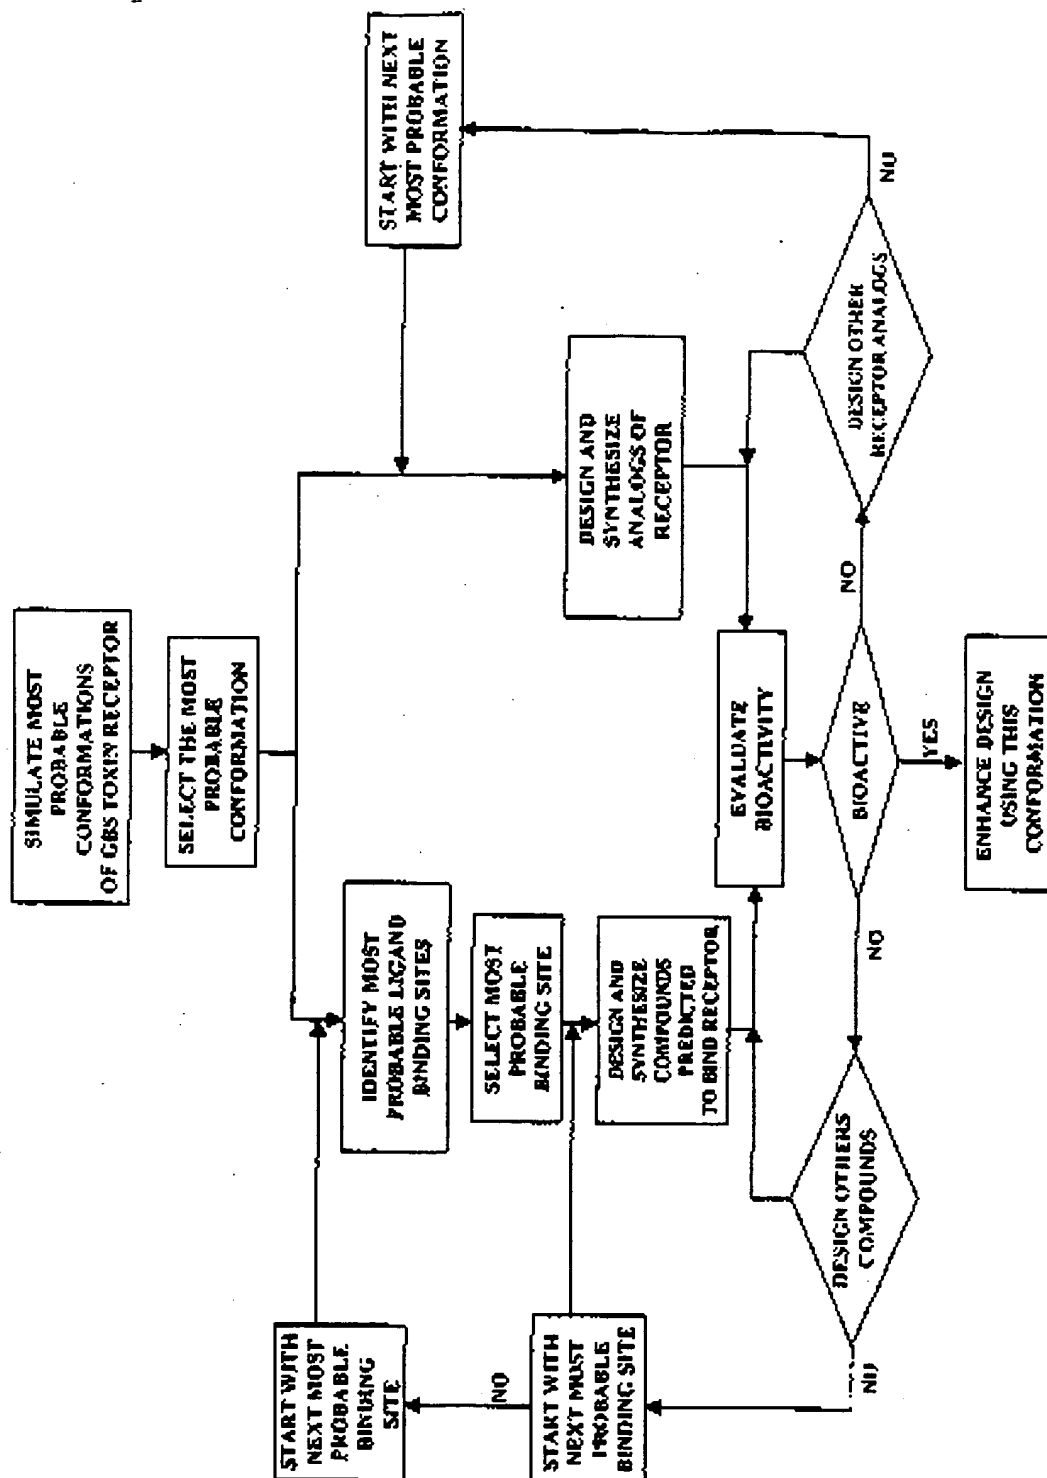 SIMULATE MOST
PROBABLE
CONFORMATIONS
OF GBS TOXIN RECEPTOR
SELECT THE MOST
PROBABLE
CONFORMATION
START WITH NEXT
MOST PROBABLE
CONFORMATION
START WITH
NEXT MOST
PROBABLE
BINDING
SITE
IDENTIFY MOST
PROBABLE LIGAND
BINDING SITES
SELECT MOST
PROBABLE
BINDING SITE
NO
START WITH
NEXT MOST
PROBABLE
BINDING SITE
DESIGN AND
SYNTHESIZE
COMPOUNDS
PREDICTED
TO BIND RECEPTOR
DESIGN AND
SYNTHESIZE
ANALOGS OF
RECEPTOR
EVALUATE
BIOACTIVITY
BIOACTIVE
NO
NO
DESIGN OTHERS
COMPOUNDS
NO
DESIGN OTHER
RECEPTOR ANALOGS
NO
YES
ENHANCE DESIGN
USING THIS
CONFORMATION